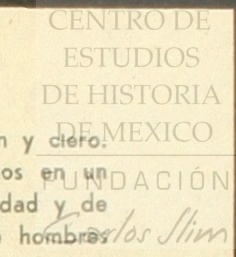 CENTRO DE
ESTUDIOS
DE HISTORIA
DE MEXICO
FUNDACIÓN
Carlos Slim
n y clero.
os en un
dad y de
hombres